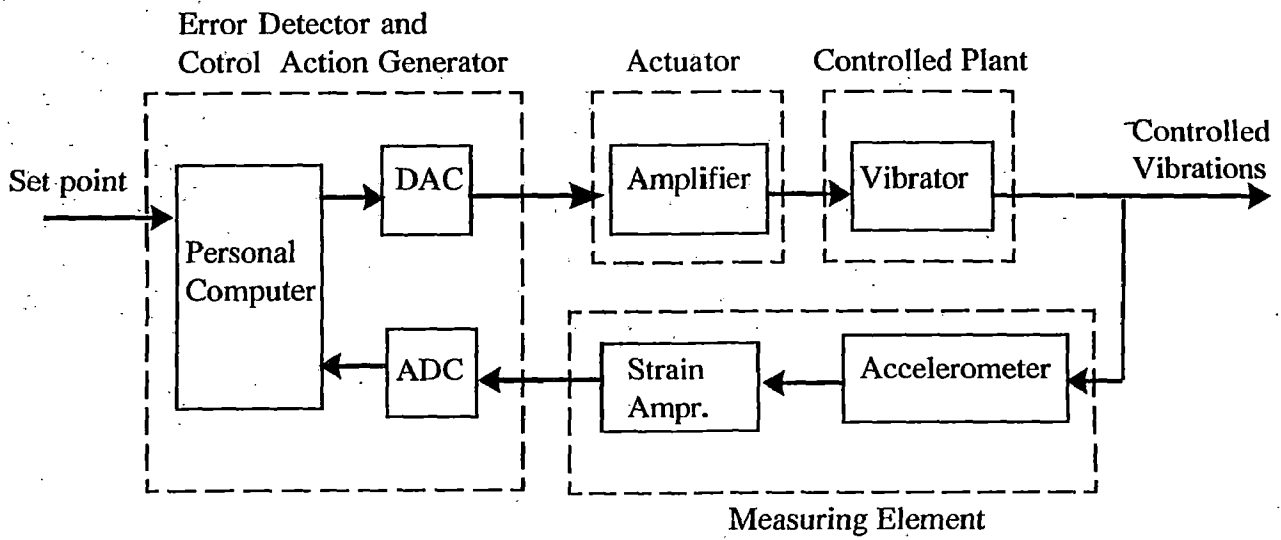 Error Detector and
Cotrol Action Generator
Actuator
Controlled Plant
Set point
Personal
Computer
DAC
ADC
Amplifier
Vibrator
Controlled
Vibrations
Strain
Ampr.
Accelerometer
Measuring Element